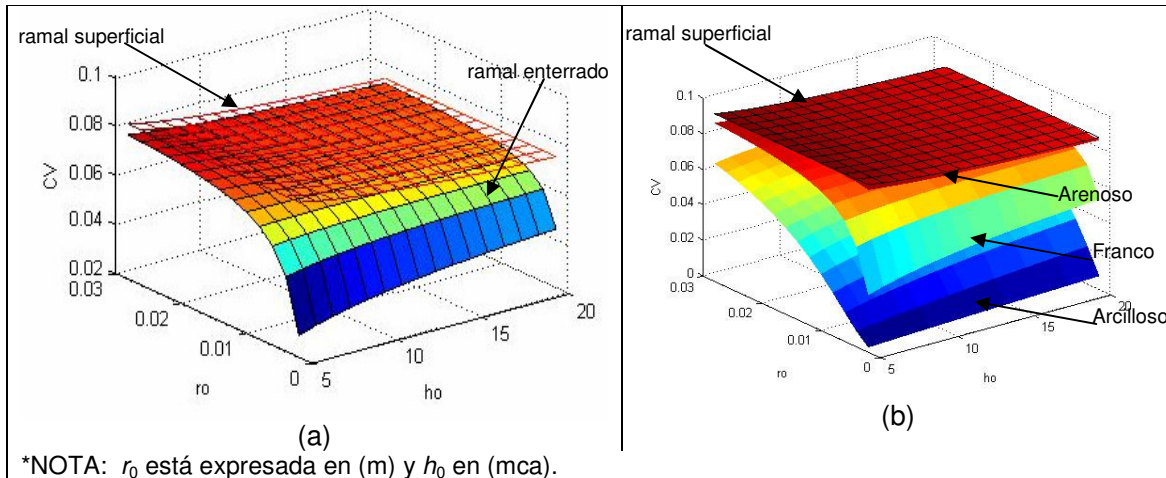 ramal superficial
ramal enterrado
0.1
0.08
0.06
0.04
0.02
0.03
0.02
0.01
0
5
10
15
20
CV
ro
ho
(a)
ramal superficial
0.1
0.08
0.06
0.04
0.02
0
0.03
0.02
0.01
0
5
10
15
20
CV
ro
ho
Arenoso
Franco
Arcilloso
(b)
*NOTA: r0 está expresada en (m) y h0 en (mca).